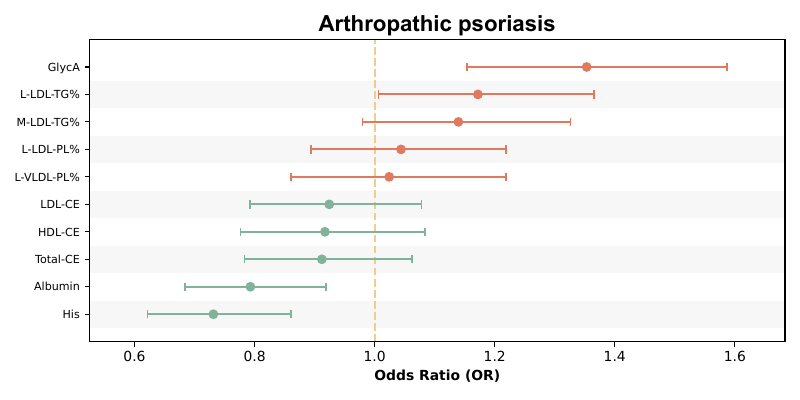 Arthropathic psoriasis
GlycA
L-LDL-TG%
M-LDL-TG%
L-LDL-PL%
L-VLDL-PL%
LDL-CE
HDL-CE
Total-CE
Albumin
His
0.6 0.8 1.0 1.2 1.4 1.6
Odds Ratio (OR)